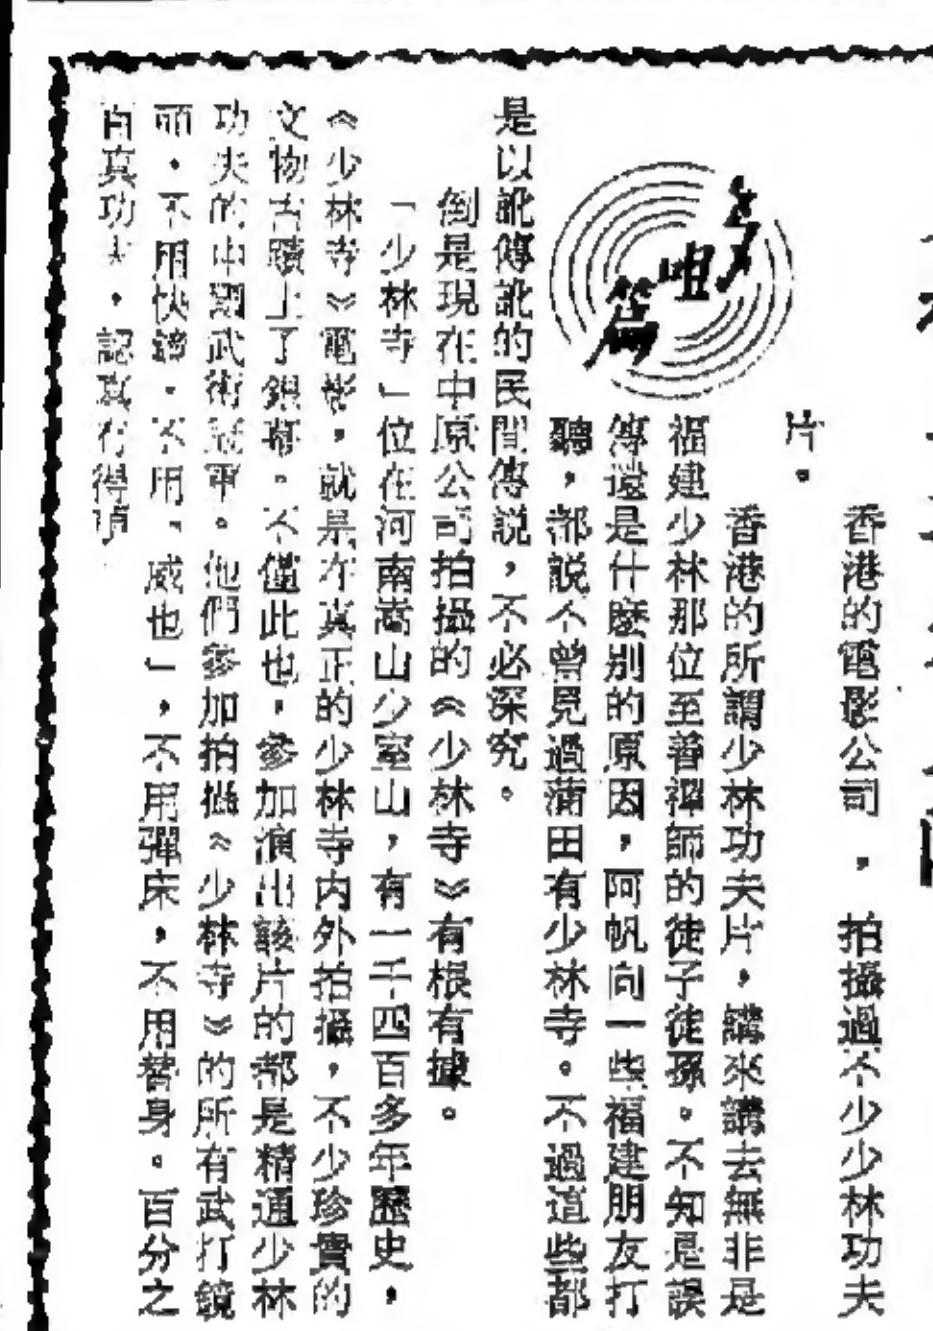 香港的電影公司，拍攝過不少少林功夫
片。
香港的所謂少林功夫片，講來講去無非是
福建少林那位至善禪師的徒子徒孫。不知是誤
傳還是什麼别的原因，阿帆向一些福建朋友打
聽，都説不曾見過莆田有少林寺。不過這些都
是以訛傳訛的民間傳説，不必深究。
倒是現在中原公司拍攝的《少林寺》有根有據。
「少林寺」位在河南嵩山少室山，有一千四百多年歷史，
《少林寺》電影，就是在真正的少林寺内外拍攝，不少珍貴的
文物古蹟上了銀幕。不僅此也，參加演出該片的都是精通少林
功夫的中國武術冠軍。他們參加拍攝《少林寺》的所有武打鏡
頭，不用快鏡，不用「威也」，不用彈床，不用替身。百分之
百真功夫，認真冇得頂
篇